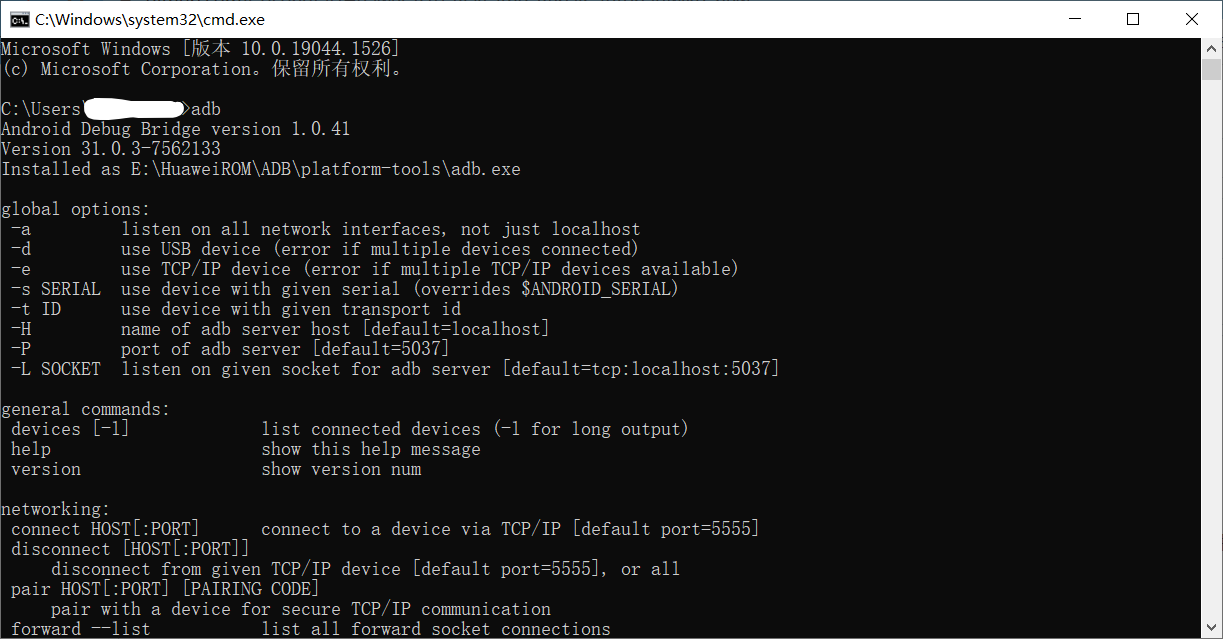 C:\Windows\system32\cmd.exe
Microsoft Windows [版本 10.0.19044.1526]
(c) Microsoft Corporation。保留所有权利。
C:\Users\>adb
Android Debug Bridge version 1.0.41
Version 31.0.3-7562133
Installed as E:\HuaweiROM\ADB\platform-tools\adb.exe
global options:
 -a         listen on all network interfaces, not just localhost
 -d         use USB device (error if multiple devices connected)
 -e         use TCP/IP device (error if multiple TCP/IP devices available)
 -s SERIAL  use device with given serial (overrides $ANDROID_SERIAL)
 -t ID      use device with given transport id
 -H         name of adb server host [default=localhost]
 -P         port of adb server [default=5037]
 -L SOCKET  listen on given socket for adb server [default=tcp:localhost:5037]
general commands:
 devices [-l]             list connected devices (-l for long output)
 help                     show this help message
 version                  show version num
networking:
 connect HOST[:PORT]      connect to a device via TCP/IP [default port=5555]
 disconnect [HOST[:PORT]]
     disconnect from given TCP/IP device [default port=5555], or all
 pair HOST[:PORT] [PAIRING CODE]
     pair with a device for secure TCP/IP communication
 forward --list           list all forward socket connections